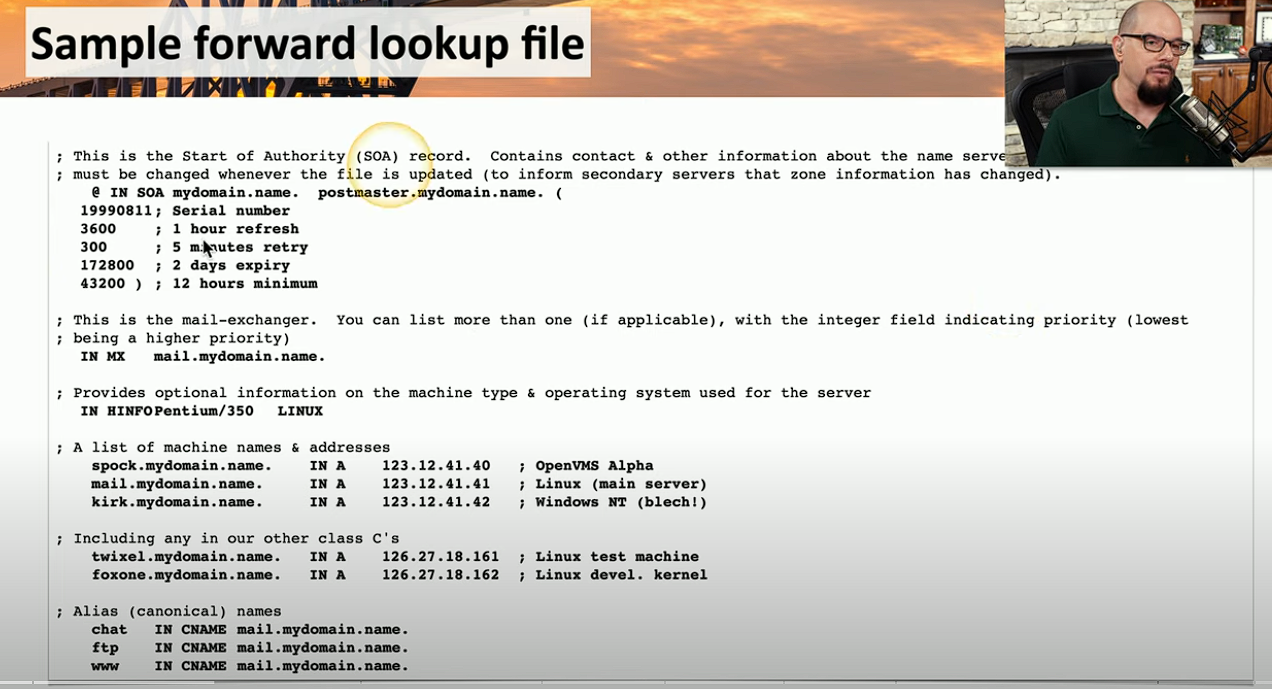 Sample forward lookup file
; This is the Start of Authority (SOA) record. Contains contact & other information about the name
; must be changed whenever the file is updated (to inform secondary servers that zone information has changed).
@ IN SOA mydomain.name. postmaster.mydomain.name. (
19990811; Serial number
3600 ; 1 hour refresh
300 ; 5 minutes retry
172800 ; 2 days expiry
43200 ) ; 12 hours minimum
; This is the mail-exchanger. You can list more than one (if applicable), with the integer field indicating priority (lowest
; being a higher priority)
IN MX mail.mydomain.name.
; Provides optional information on the machine type & operating system used for the server
IN HINFOPentium/350 LINUX
; A list of machine names & addresses
spock.mydomain.name. IN A 123.12.41.40 ; OpenVMS Alpha
mail.mydomain.name. IN A 123.12.41.41 ; Linux (main server)
kirk.mydomain.name. IN A 123.12.41.42 ; Windows NT (blech!)
; Including any in our other class C's
twixel.mydomain.name. IN A 126.27.18.161 ; Linux test machine
foxone.mydomain.name. IN A 126.27.18.162 ; Linux devel. kernel
; Alias (canonical) names
chat IN CNAME mail.mydomain.name.
ftp IN CNAME mail.mydomain.name.
www IN CNAME mail.mydomain.name.